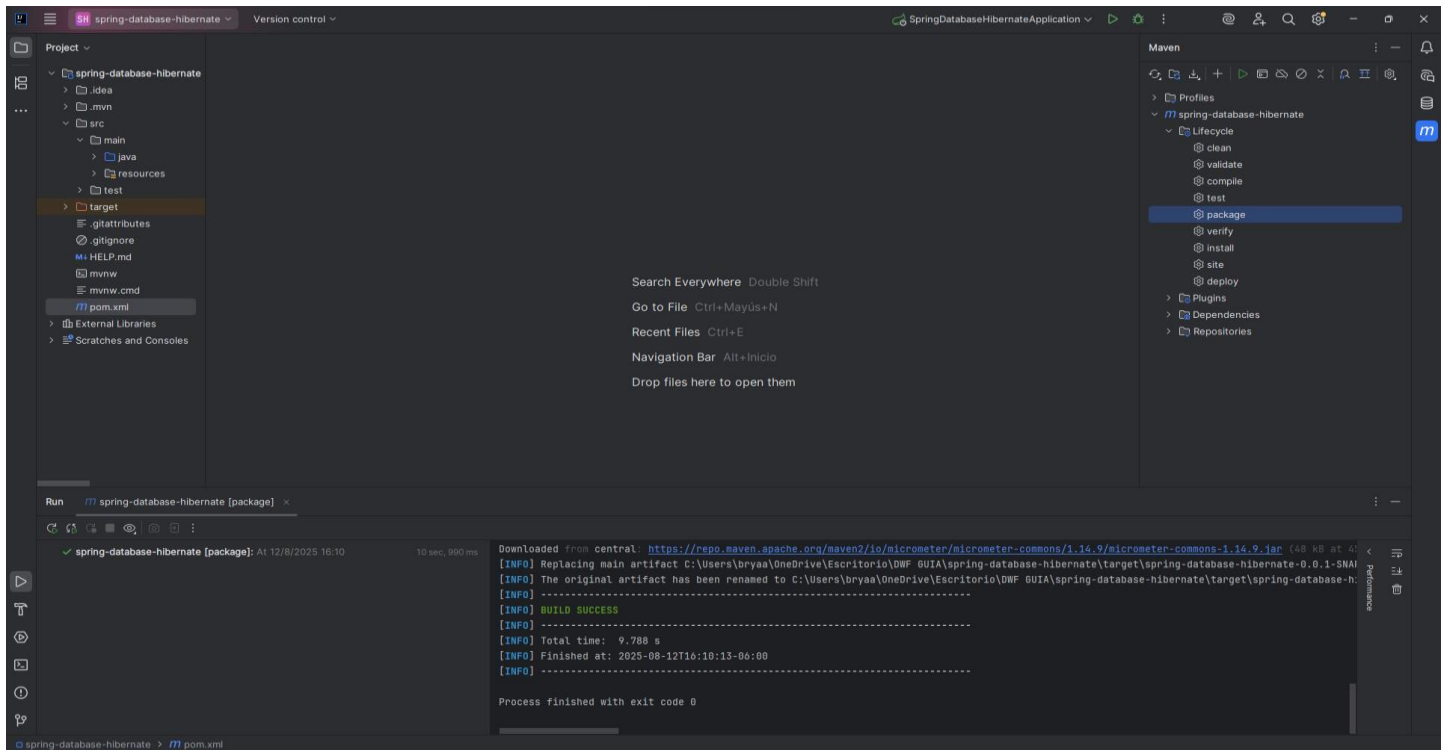 SH spring-database-hibernate Version control SpringDatabaseHibernateApplication
Project
spring-database-hibernate
.idea
.mvn
src
main
java
resources
test
target
.gitattributes
.gitignore
M↓ HELP.md
mvnw
mvnw.cmd
m pom.xml
External Libraries
Scratches and Consoles
Search Everywhere Double Shift
Go to File Ctrl+Mayús+N
Recent Files Ctrl+E
Navigation Bar Alt+Inicio
Drop files here to open them
Maven
Profiles
m spring-database-hibernate
Lifecycle
clean
validate
compile
test
package
verify
install
site
deploy
Plugins
Dependencies
Repositories
m
Run m spring-database-hibernate [package]
spring-database-hibernate [package]: At 12/8/2025 16:10 10 sec, 990 ms
Downloaded from central: https://repo.maven.apache.org/maven2/io/micrometer/micrometer-commons/1.14.9/micrometer-commons-1.14.9.jar (48 kB at
[INFO] Replacing main artifact C:\Users\bryaa\OneDrive\Escritorio\DWF GUIA\spring-database-hibernate\target\spring-database-hibernate-0.0.1-SNA
[INFO] The original artifact has been renamed to C:\Users\bryaa\OneDrive\Escritorio\DWF GUIA\spring-database-hibernate\target\spring-database-h
[INFO] ------------------------------------------------------------------------
[INFO] BUILD SUCCESS
[INFO] ------------------------------------------------------------------------
[INFO] Total time:  9.788 s
[INFO] Finished at: 2025-08-12T16:10:13-06:00
[INFO] ------------------------------------------------------------------------
Process finished with exit code 0
Performance
spring-database-hibernate > m pom.xml